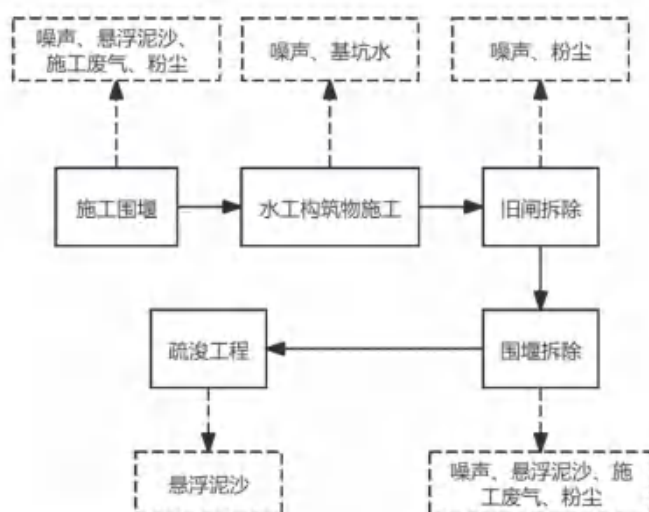 噪声、悬浮泥沙、
施工废气、粉尘
噪声、基坑水
噪声、粉尘
施工围堰
水工构筑物施工
旧闸拆除
疏浚工程
围堰拆除
悬浮泥沙
噪声、悬浮泥沙、施
工废气、粉尘